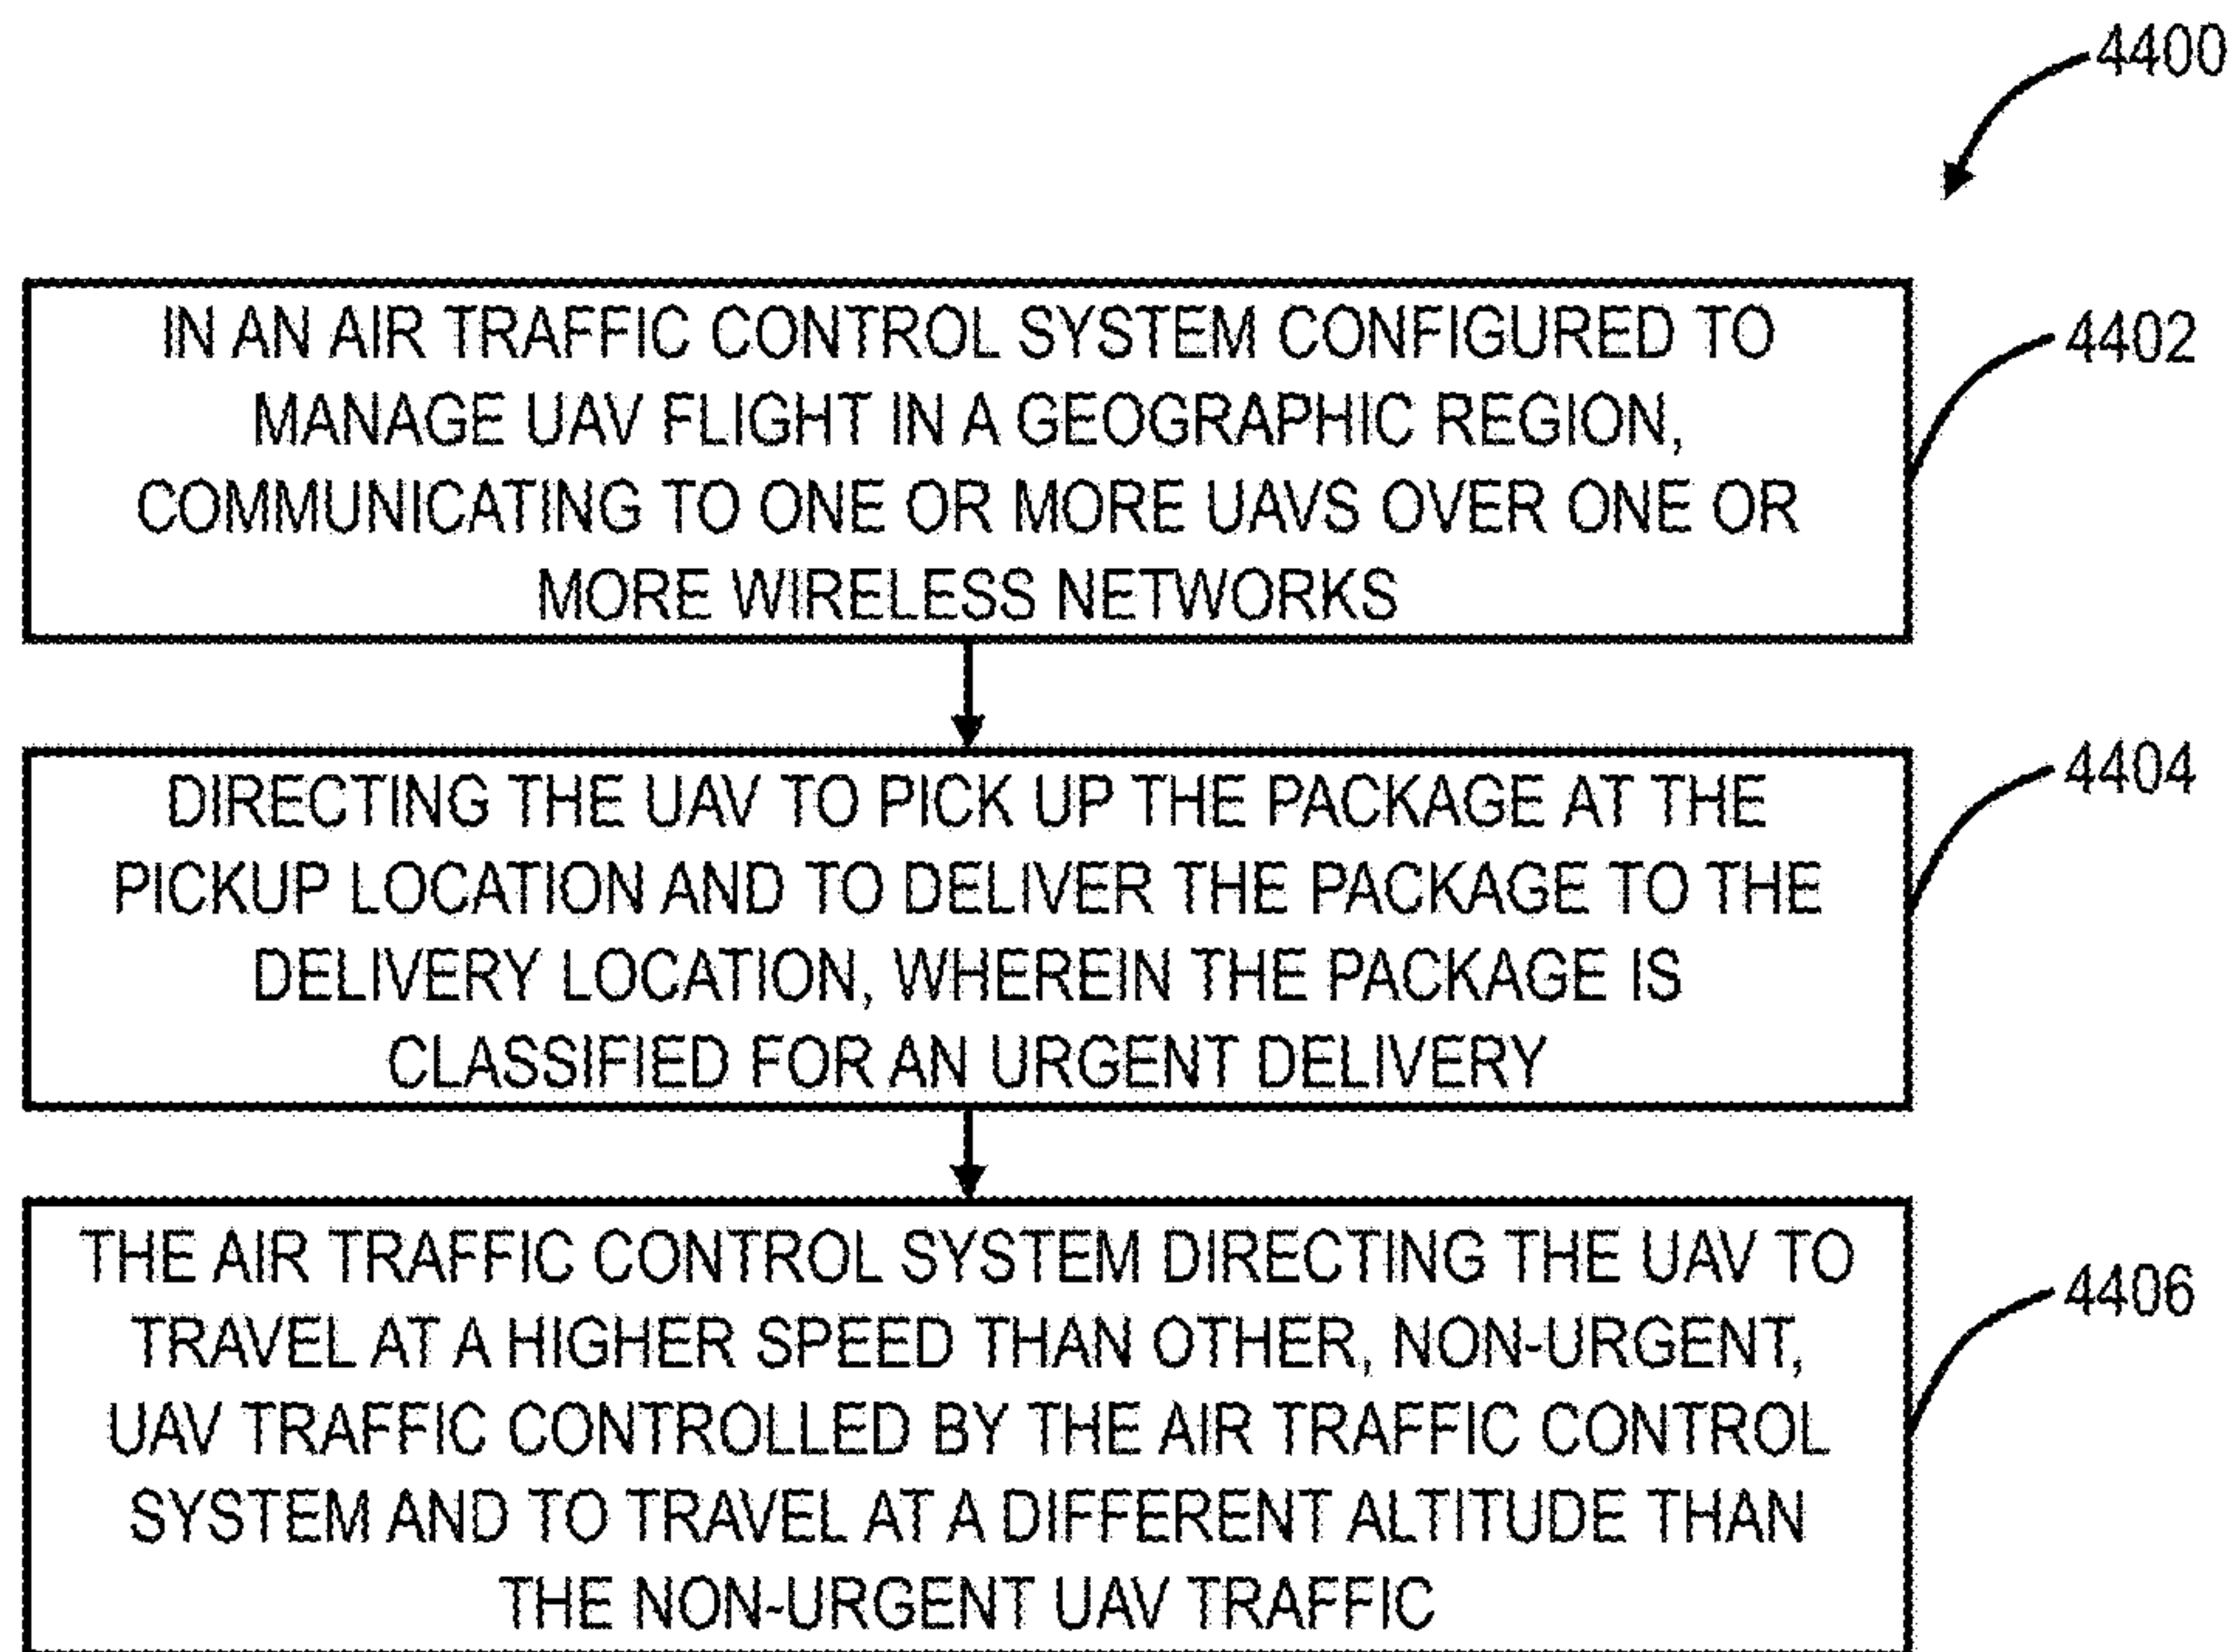 4400
IN AN AIR TRAFFIC CONTROL SYSTEM CONFIGURED TO
MANAGE UAV FLIGHT IN A GEOGRAPHIC REGION,
COMMUNICATING TO ONE OR MORE UAVS OVER ONE OR
MORE WIRELESS NETWORKS
4402
DIRECTING THE UAV TO PICK UP THE PACKAGE AT THE
PICKUP LOCATION AND TO DELIVER THE PACKAGE TO THE
DELIVERY LOCATION, WHEREIN THE PACKAGE IS
CLASSIFIED FOR AN URGENT DELIVERY
4404
THE AIR TRAFFIC CONTROL SYSTEM DIRECTING THE UAV TO
TRAVEL AT A HIGHER SPEED THAN OTHER, NON-URGENT,
UAV TRAFFIC CONTROLLED BY THE AIR TRAFFIC CONTROL
SYSTEM AND TO TRAVEL AT A DIFFERENT ALTITUDE THAN
THE NON-URGENT UAV TRAFFIC
4406